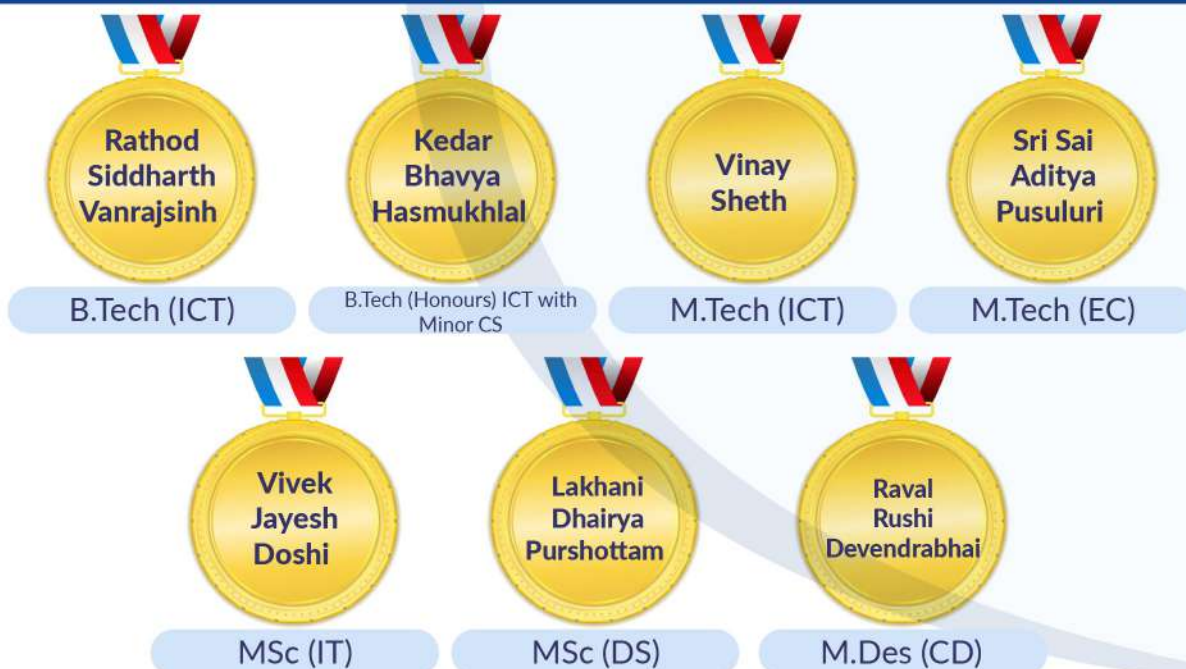 Rathod
Siddharth
Vanrajsinh
B.Tech (ICT)
Kedar
Bhavya
Hasmukhlal
B.Tech (Honours) ICT with
Minor CS
Vinay
Sheth
M.Tech (ICT)
Sri Sai
Aditya
Pusuluri
M.Tech (EC)
Vivek
Jayesh
Doshi
MSc (IT)
Lakhani
Dhairya
Purshottam
MSc (DS)
Raval
Rushi
Devendrabhai
M.Des (CD)